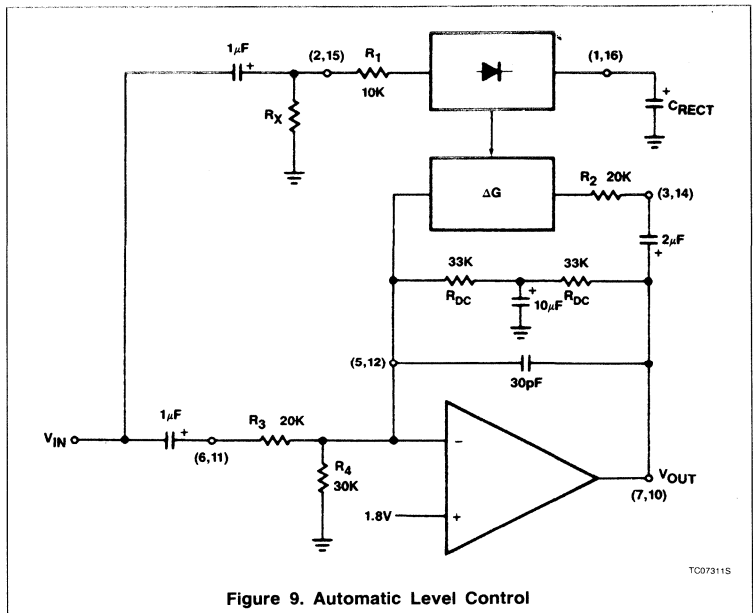 1μF
+
(2,15)
R1
10K
RX
(1,16)
+
CRECT
ΔG
R2 20K
(3,14)
2μF
+
33K
RDC
+
10μF
33K
RDC
(5,12)
30pF
VIN
1μF
+
(6,11)
R3 20K
R4
30K
−
+
1.8V
VOUT
(7,10)
TC07311S
Figure 9. Automatic Level Control